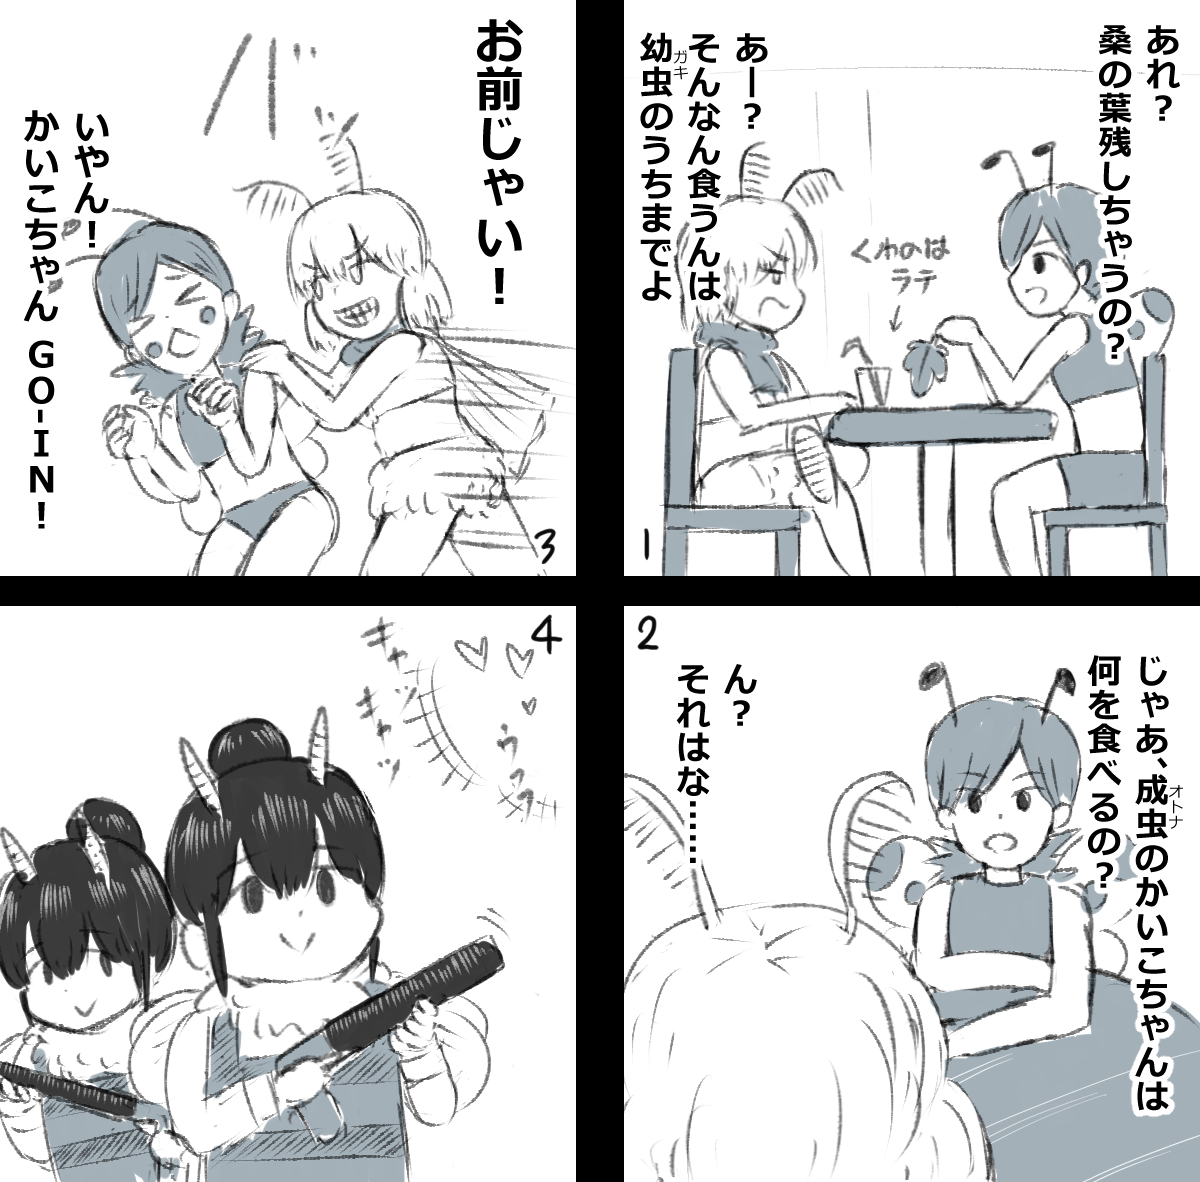 あれ?
桑の葉残しちゃうの?
くわのは
ラテ
あー?
そんなん食うんは
幼虫のうちまでよ
ガキ
1
2
じゃあ、成虫のかいこちゃんは
オトナ
何を食べるの?
ん?
それはな……
お前じゃい!
バ
いやん!
かいこちゃん GO-IN!
3
4
キャッ
キャッ
うふふ